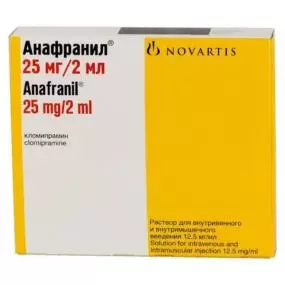 Анафранил®
25 мг/2 мл
Anafranil®
25 mg/2 ml
кломипрамин
clomipramine
NOVARTIS
Раствор для внутривенного и
внутримышечного
введения 12,5 мг/мл
Solution for intravenous and
intramuscular injection 12.5 mg/ml